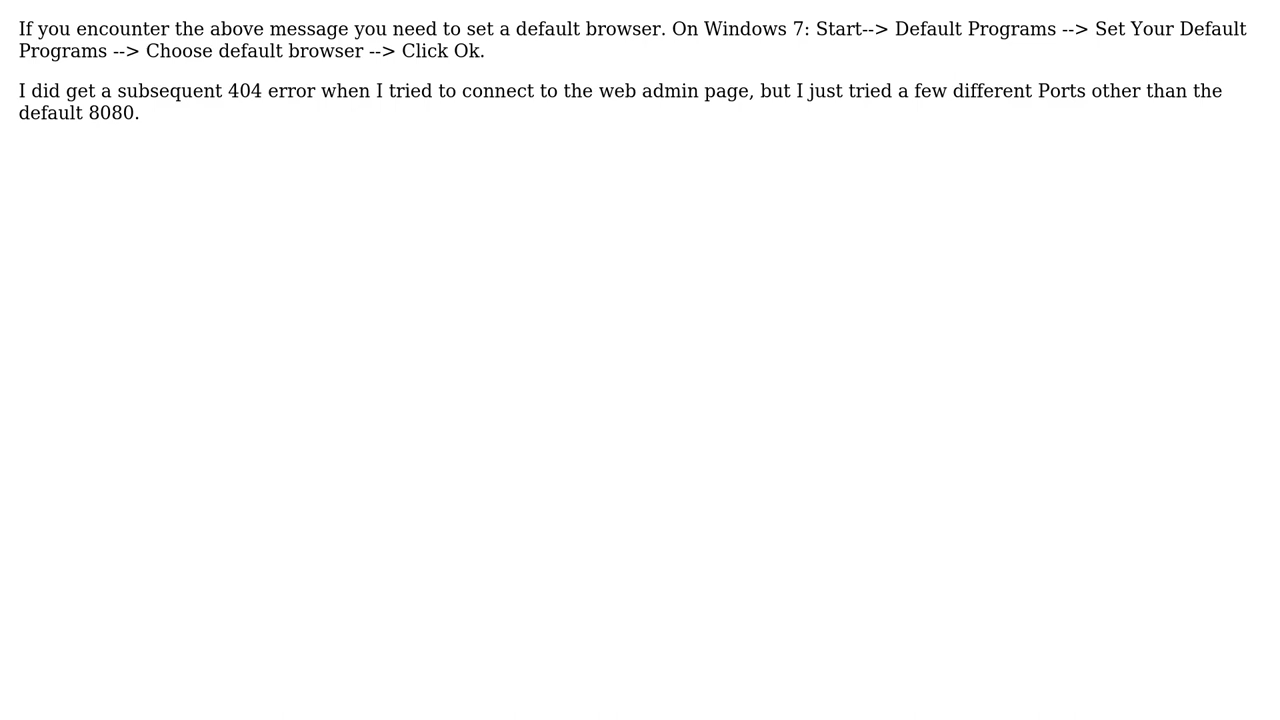 If you encounter the above message you need to set a default browser. On Windows 7: Start--> Default Programs --> Set Your Default
Programs --> Choose default browser --> Click Ok.
I did get a subsequent 404 error when I tried to connect to the web admin page, but I just tried a few different Ports other than the
default 8080.